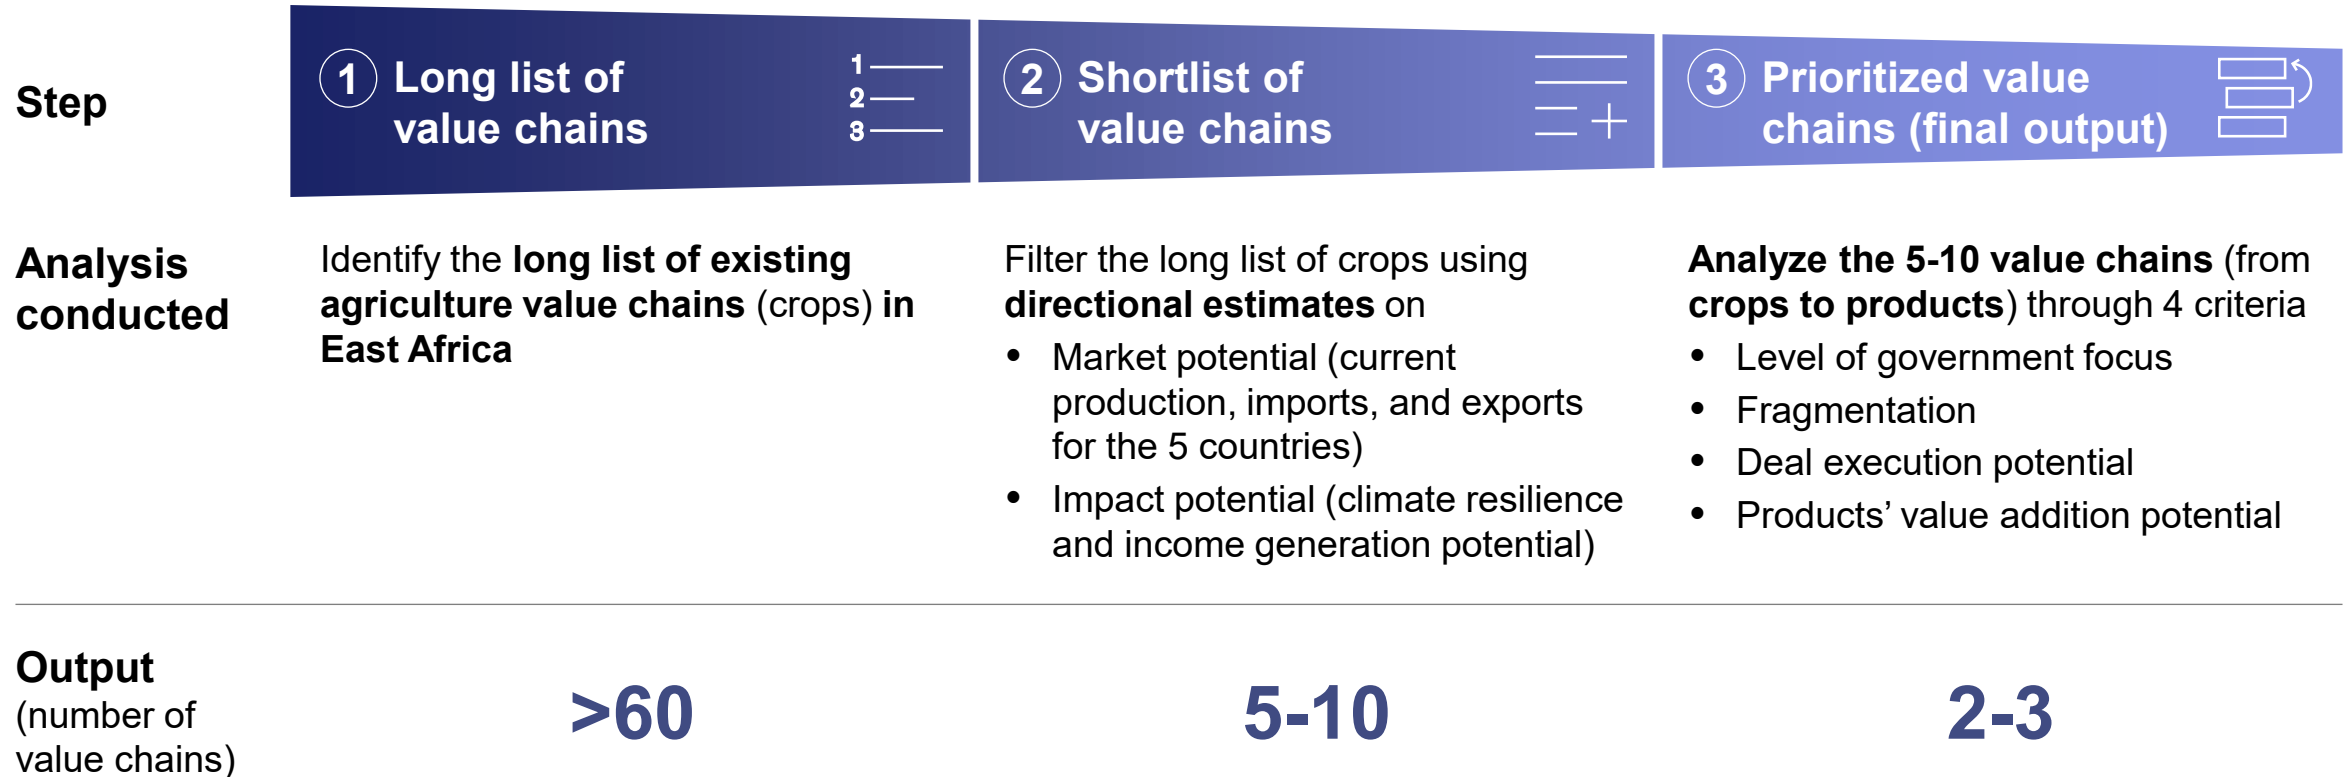 Step
1 Long list of
value chains
1
2
3
2 Shortlist of
value chains
3 Prioritized value
chains (final output)
Analysis
conducted
Identify the long list of existing
agriculture value chains (crops) in
East Africa
Filter the long list of crops using
directional estimates on
• Market potential (current
production, imports, and exports
for the 5 countries)
• Impact potential (climate resilience
and income generation potential)
Analyze the 5-10 value chains (from
crops to products) through 4 criteria
• Level of government focus
• Fragmentation
• Deal execution potential
• Products’ value addition potential
Output
(number of
value chains)
>60
5-10
2-3